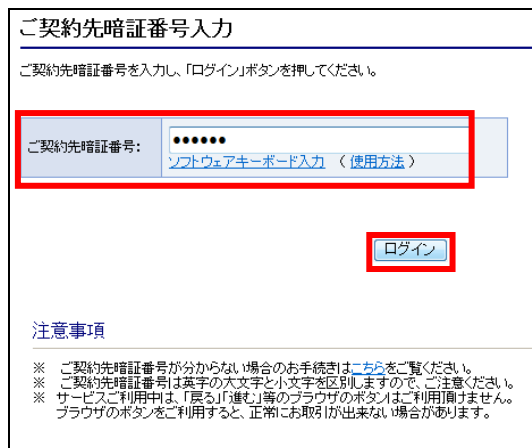 ご契約先暗証番号入力
ご契約先暗証番号を入力し、「ログイン」ボタンを押してください。
ご契約先暗証番号: ●●●●●●
ソフトウェアキーボード入力 （使用方法）
ログイン
注意事項
※ ご契約先暗証番号が分からない場合のお手続きはこちらをご覧ください。
※ ご契約先暗証番号は英字の大文字と小文字を区別しますので、ご注意ください。
※ サービスご利用中は、「戻る」「進む」等のブラウザのボタンはご利用頂けません。
ブラウザのボタンをご利用すると、正常にお取引が出来ない場合があります。